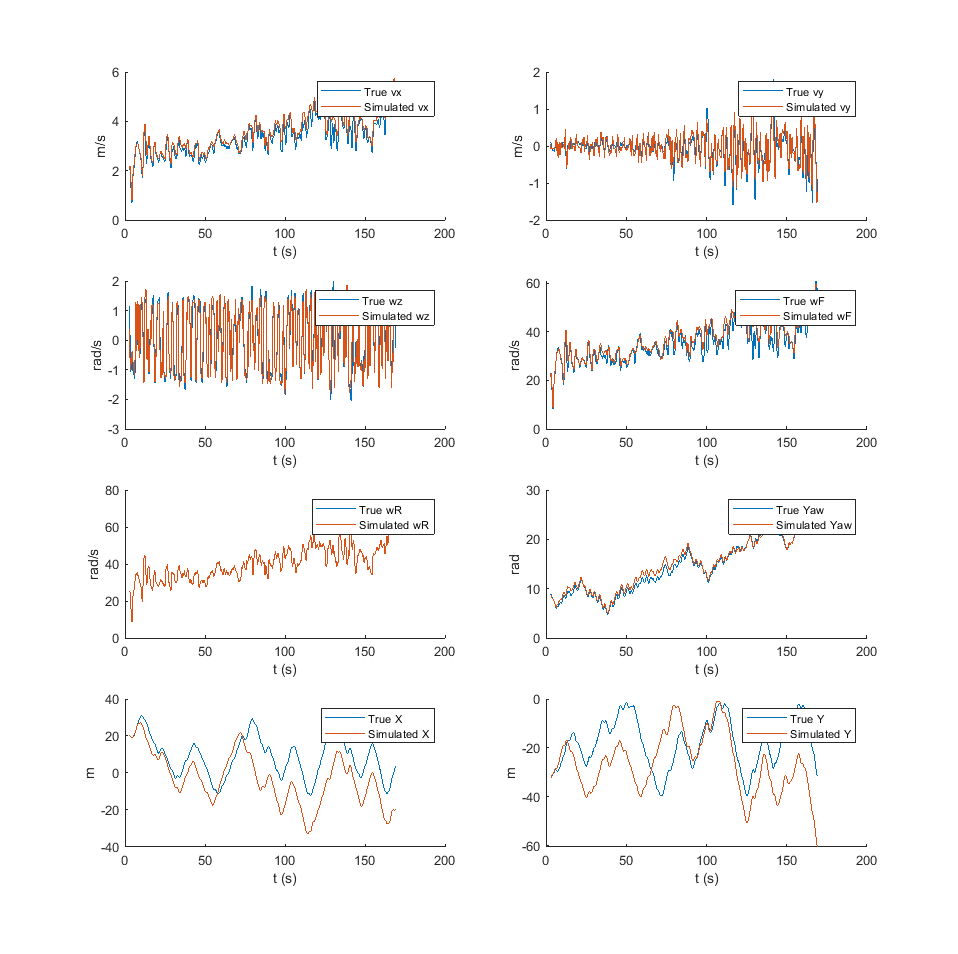 6
4
2
0
m/s
0 50 100 150 200
t (s)
True vx
Simulated vx
2
1
0
-1
-2
m/s
0 50 100 150 200
t (s)
True vy
Simulated vy
2
1
0
-1
-2
-3
rad/s
0 50 100 150 200
t (s)
True wz
Simulated wz
60
40
20
0
rad/s
0 50 100 150 200
t (s)
True wF
Simulated wF
80
60
40
20
0
rad/s
0 50 100 150 200
t (s)
True wR
Simulated wR
30
20
10
0
rad
0 50 100 150 200
t (s)
True Yaw
Simulated Yaw
40
20
0
-20
-40
m
0 50 100 150 200
t (s)
True X
Simulated X
0
-20
-40
-60
m
0 50 100 150 200
t (s)
True Y
Simulated Y